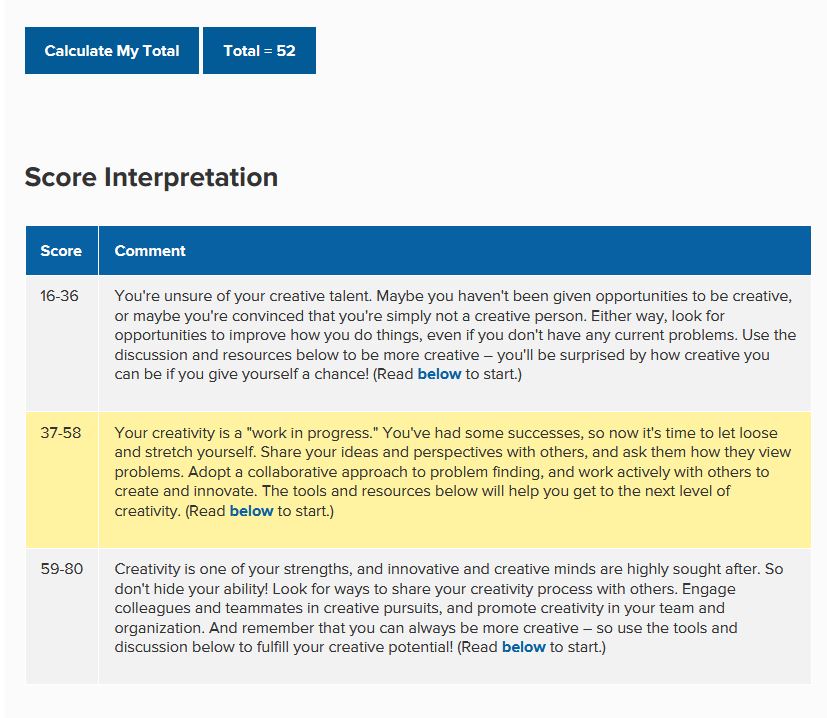 Calculate My Total
Total = 52
Score Interpretation
Score
Comment
16-36
You're unsure of your creative talent. Maybe you haven't been given opportunities to be creative,
or maybe you're convinced that you're simply not a creative person. Either way, look for
opportunities to improve how you do things, even if you don't have any current problems. Use the
discussion and resources below to be more creative – you'll be surprised by how creative you
can be if you give yourself a chance! (Read below to start.)
37-58
Your creativity is a "work in progress." You've had some successes, so now it's time to let loose
and stretch yourself. Share your ideas and perspectives with others, and ask them how they view
problems. Adopt a collaborative approach to problem finding, and work actively with others to
create and innovate. The tools and resources below will help you get to the next level of
creativity. (Read below to start.)
59-80
Creativity is one of your strengths, and innovative and creative minds are highly sought after. So
don't hide your ability! Look for ways to share your creativity process with others. Engage
colleagues and teammates in creative pursuits, and promote creativity in your team and
organization. And remember that you can always be more creative – so use the tools and
discussion below to fulfill your creative potential! (Read below to start.)